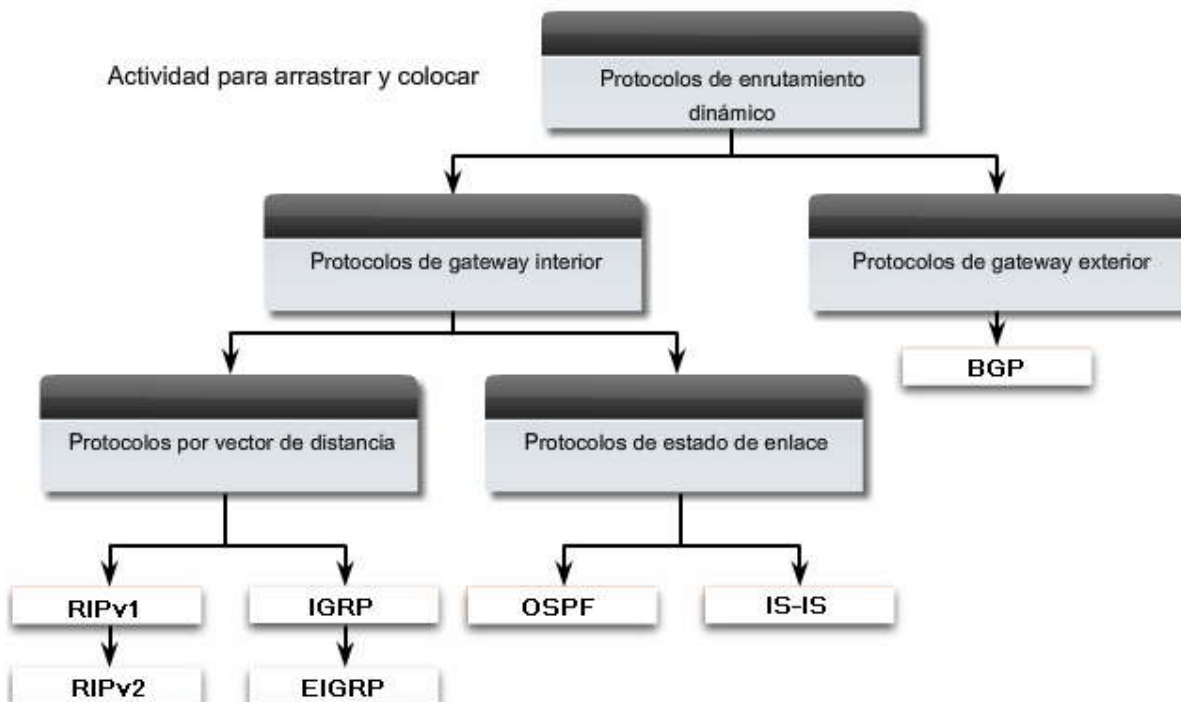 Actividad para arrastrar y colocar
Protocolos de enrutamiento
dinámico
Protocolos de gateway interior
Protocolos de gateway exterior
BGP
Protocolos por vector de distancia
Protocolos de estado de enlace
RIPv1
IGRP
OSPF
IS-IS
RIPv2
EIGRP